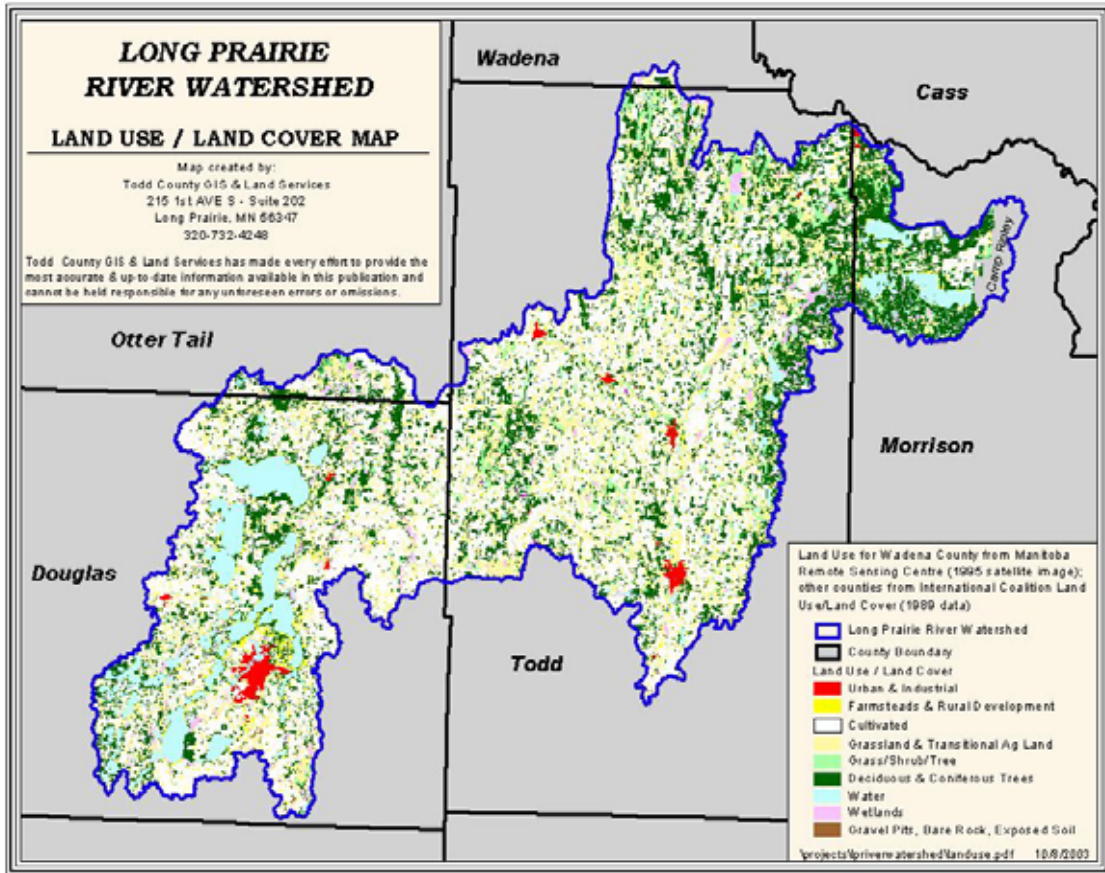 LONG PRAIRIE
RIVER WATERSHED
LAND USE / LAND COVER MAP
Map created by:
Todd County GIS & Land Services
215 1st AVE S - Suite 202
Long Prairie, MN 56347
320-732-4248
Todd County GIS & Land Services has made every effort to provide the
most accurate & up-to-date information available in this publication and
cannot be held responsible for any unforeseen errors or omissions.
Wadena
Cass
Camp Ripley
Otter Tail
Morrison
Douglas
Todd
Land Use for Wadena County from Manitoba
Remote Sensing Centre (1995 satellite image);
other counties from International Coalition Land
Use/Land Cover (1989 data)
Long Prairie River Watershed
County Boundary
Land Use / Land Cover
Urban & Industrial
Farmsteads & Rural Development
Cultivated
Grassland & Transitional Ag Land
Grass/Shrub/Tree
Deciduous & Coniferous Trees
Water
Wetlands
Gravel Pits, Bare Rock, Exposed Soil
\projects\lpriverwatershed\landuse.pdf 10/8/2003